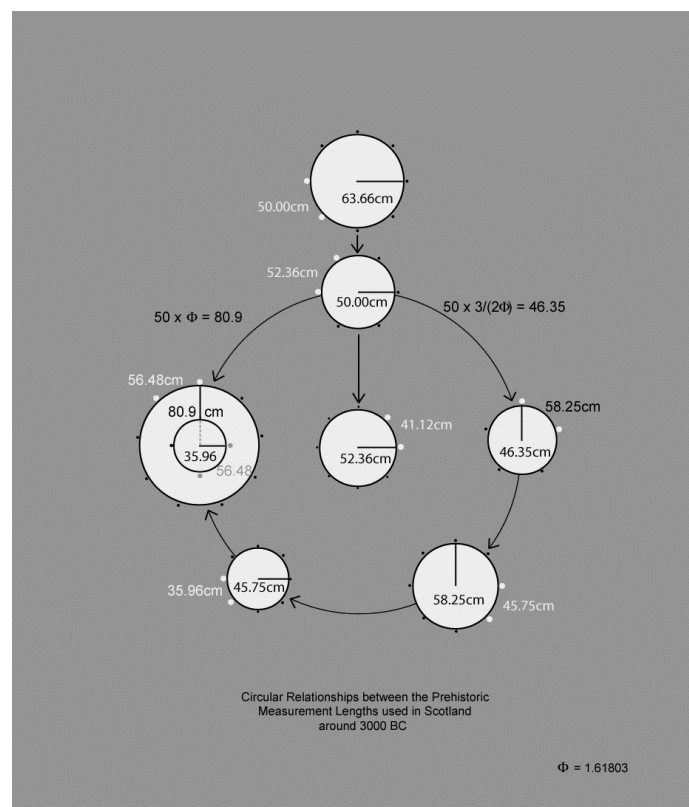 63.66cm
50.00cm
52.36cm
50.00cm
50 x Φ = 80.9
50 x 3/(2Φ) = 46.35
56.48cm
80.9 cm
35.96
56.48
41.12cm
52.36cm
58.25cm
46.35cm
35.96cm
45.75cm
58.25cm
45.75cm
Circular Relationships between the Prehistoric
Measurement Lengths used in Scotland
around 3000 BC
Φ = 1.61803